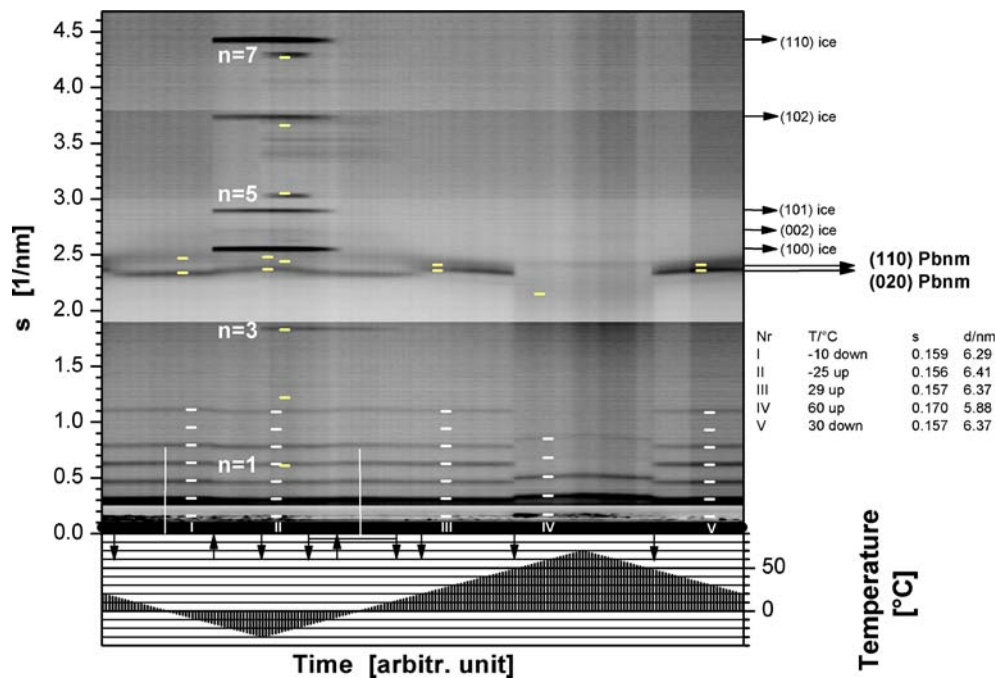 4.5
4.0
3.5
3.0
2.5
2.0
1.5
1.0
0.5
0.0
s [1/nm]
n=7
n=5
n=3
n=1
I
II
III
IV
V
(110) ice
(102) ice
(101) ice
(002) ice
(100) ice
(110) Pbnm
(020) Pbnm
Nr T/°C s d/nm
I -10 down 0.159 6.29
II -25 up 0.156 6.41
III 29 up 0.157 6.37
IV 60 up 0.170 5.88
V 30 down 0.157 6.37
50
0
Temperature
[°C]
Time [arbitr. unit]